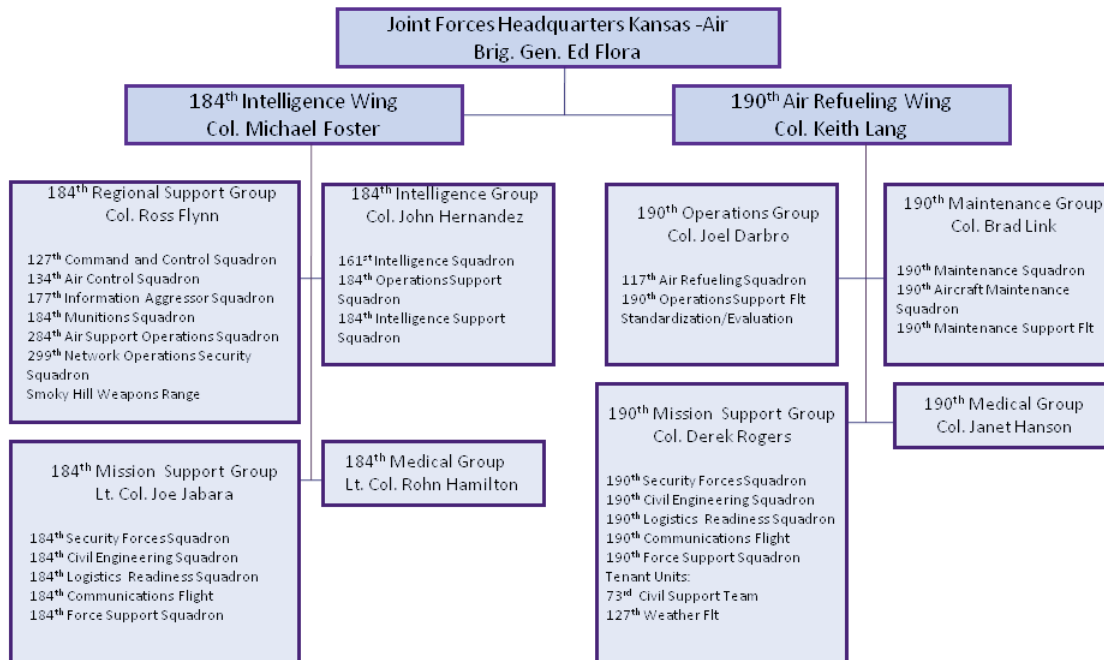 Joint Forces Headquarters Kansas -Air
Brig. Gen. Ed Flora
184th Intelligence Wing
Col. Michael Foster
190th Air Refueling Wing
Col. Keith Lang
184th Regional Support Group
Col. Ross Flynn
127th Command and Control Squadron
134th Air Control Squadron
177th Information Aggressor Squadron
184th Munitions Squadron
284th Air Support Operations Squadron
299th Network Operations Security
Squadron
Smoky Hill Weapons Range
184th Intelligence Group
Col. John Hernandez
161st Intelligence Squadron
184th Operations Support
Squadron
184th Intelligence Support
Squadron
190th Operations Group
Col. Joel Darbro
117th Air Refueling Squadron
190th Operations Support Flt
Standardization/Evaluation
190th Maintenance Group
Col. Brad Link
190th Maintenance Squadron
190th Aircraft Maintenance
Squadron
190th Maintenance Support Flt
184th Mission Support Group
Lt. Col. Joe Jabara
184th Security Forces Squadron
184th Civil Engineering Squadron
184th Logistics Readiness Squadron
184th Communications Flight
184th Force Support Squadron
184th Medical Group
Lt. Col. Rohn Hamilton
190th Mission Support Group
Col. Derek Rogers
190th Security Forces Squadron
190th Civil Engineering Squadron
190th Logistics Readiness Squadron
190th Communications Flight
190th Force Support Squadron
Tenant Units:
73rd Civil Support Team
127th Weather Flt
190th Medical Group
Col. Janet Hanson